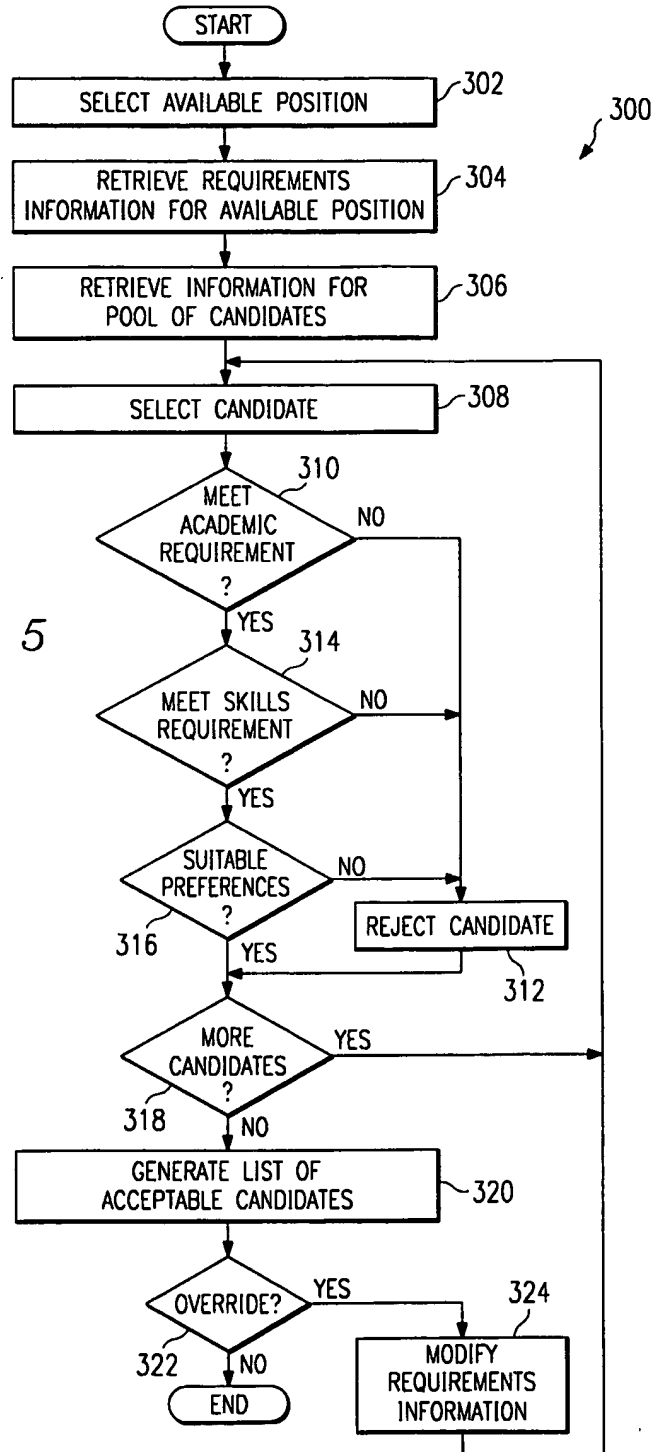 START
SELECT AVAILABLE POSITION
302
300
RETRIEVE REQUIREMENTS
INFORMATION FOR AVAILABLE POSITION
304
RETRIEVE INFORMATION FOR
POOL OF CANDIDATES
306
SELECT CANDIDATE
308
310
MEET
ACADEMIC
REQUIREMENT
?
NO
YES
5
314
MEET SKILLS
REQUIREMENT
?
NO
YES
SUITABLE
PREFERENCES
?
NO
316
YES
REJECT CANDIDATE
312
MORE
CANDIDATES
?
YES
318
NO
GENERATE LIST OF
ACCEPTABLE CANDIDATES
320
OVERRIDE?
YES
322
NO
324
MODIFY
REQUIREMENTS
INFORMATION
END